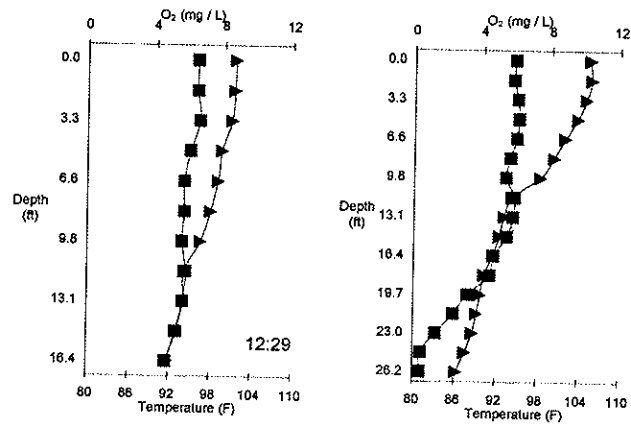 O2 (mg / L)
0 4 8 12
0.0
3.3
6.6
9.8
13.1
16.4
Depth
(ft)
12:29
80 86 92 98 104 110
Temperature (F)
O2 (mg / L)
0 4 8 12
0.0
3.3
6.6
9.8
13.1
16.4
19.7
23.0
26.2
Depth
(ft)
80 86 92 98 104 110
Temperature (F)